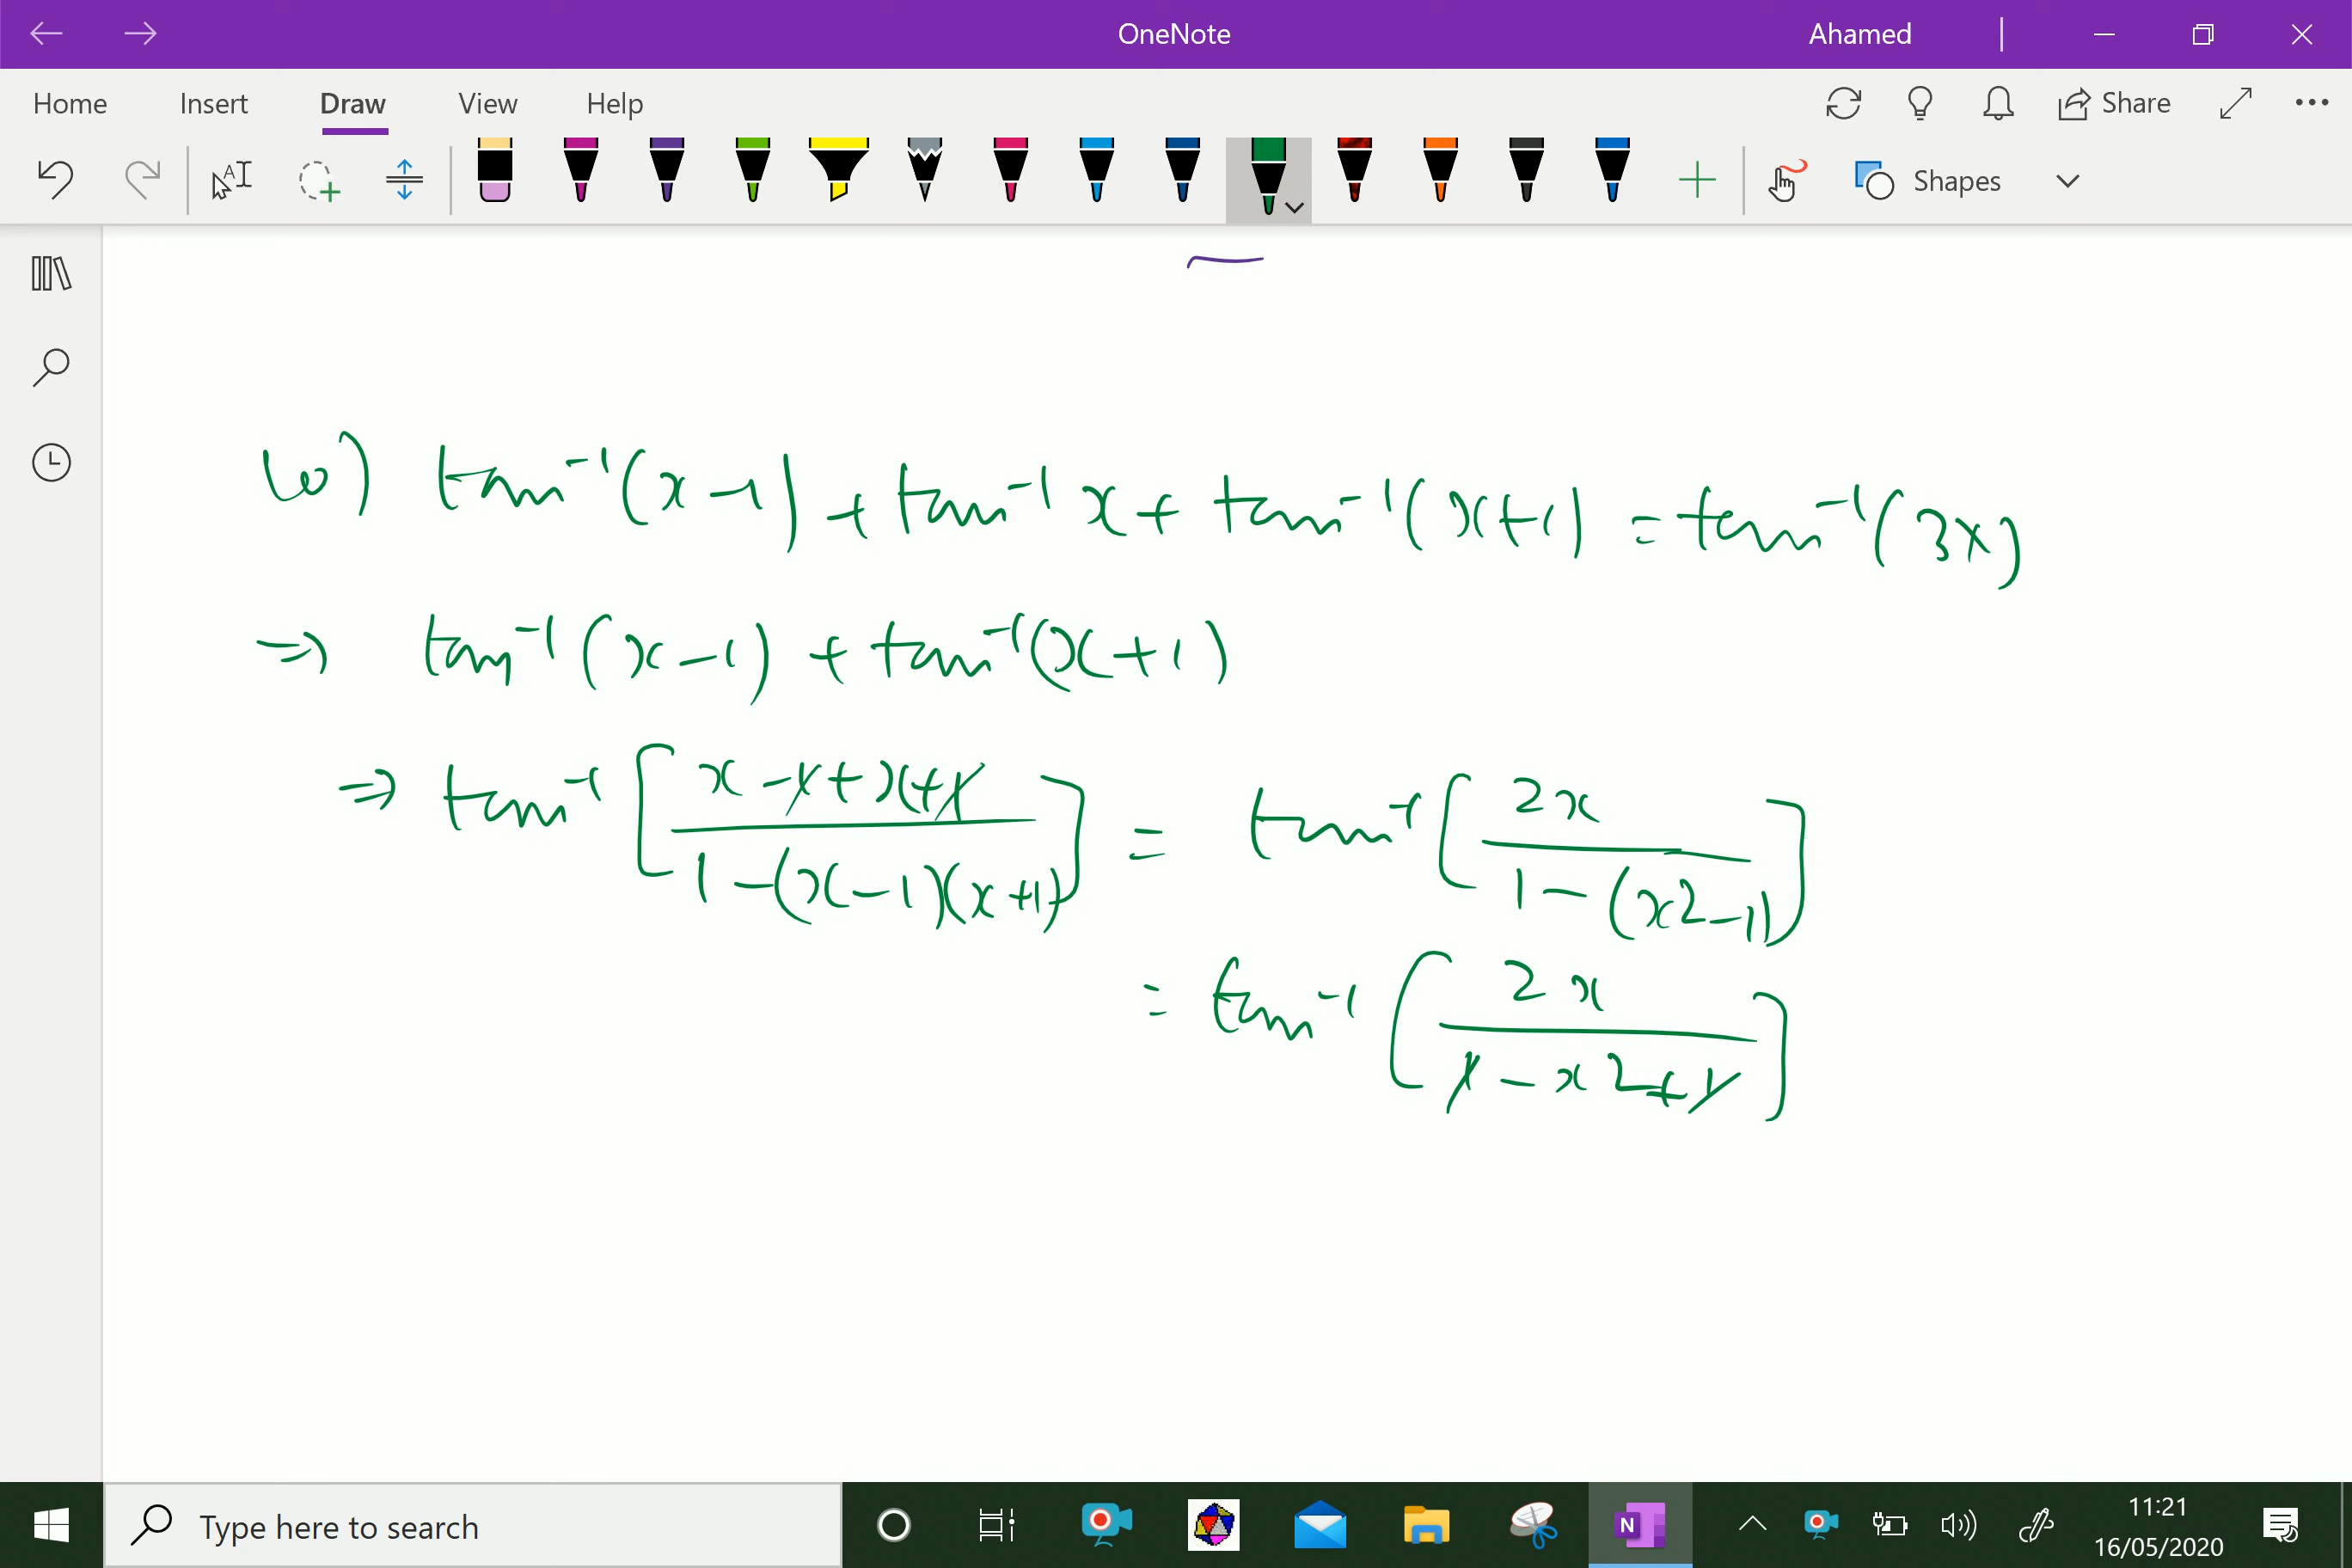 OneNote
Ahamed
Home Insert Draw View Help
Share
Shapes
tan⁻¹(x-1) + tan⁻¹ x + tan⁻¹(x+1) = tan⁻¹(3x)
⇒ tan⁻¹(x-1) + tan⁻¹(x+1)
⇒ tan⁻¹[(x-1+x+1)/(1-(x-1)(x+1))] = tan⁻¹[2x/(1-(x2-1))]
= tan⁻¹[2x/(1-x2+1)]
Type here to search
11:21
16/05/2020